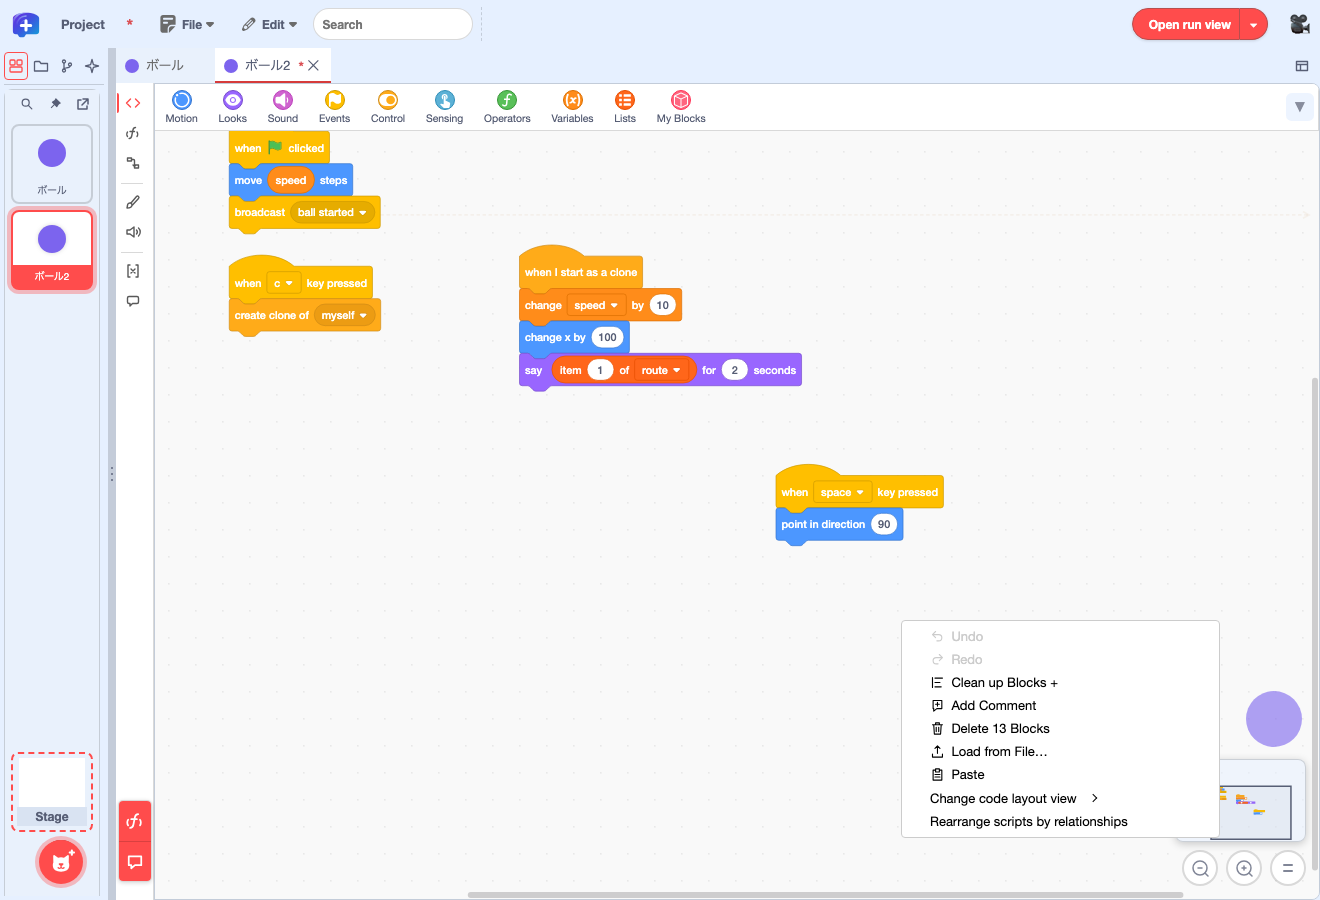 Project * File Edit Search Open run view
ボール ボール2 *
Motion Looks Sound Events Control Sensing Operators Variables Lists My Blocks
ボール
ボール2
when clicked
move speed steps
broadcast ball started
when c key pressed
create clone of myself
when I start as a clone
change speed by 10
change x by 100
say item 1 of route for 2 seconds
when space key pressed
point in direction 90
Undo
Redo
Clean up Blocks +
Add Comment
Delete 13 Blocks
Load from File...
Paste
Change code layout view
Rearrange scripts by relationships
Stage